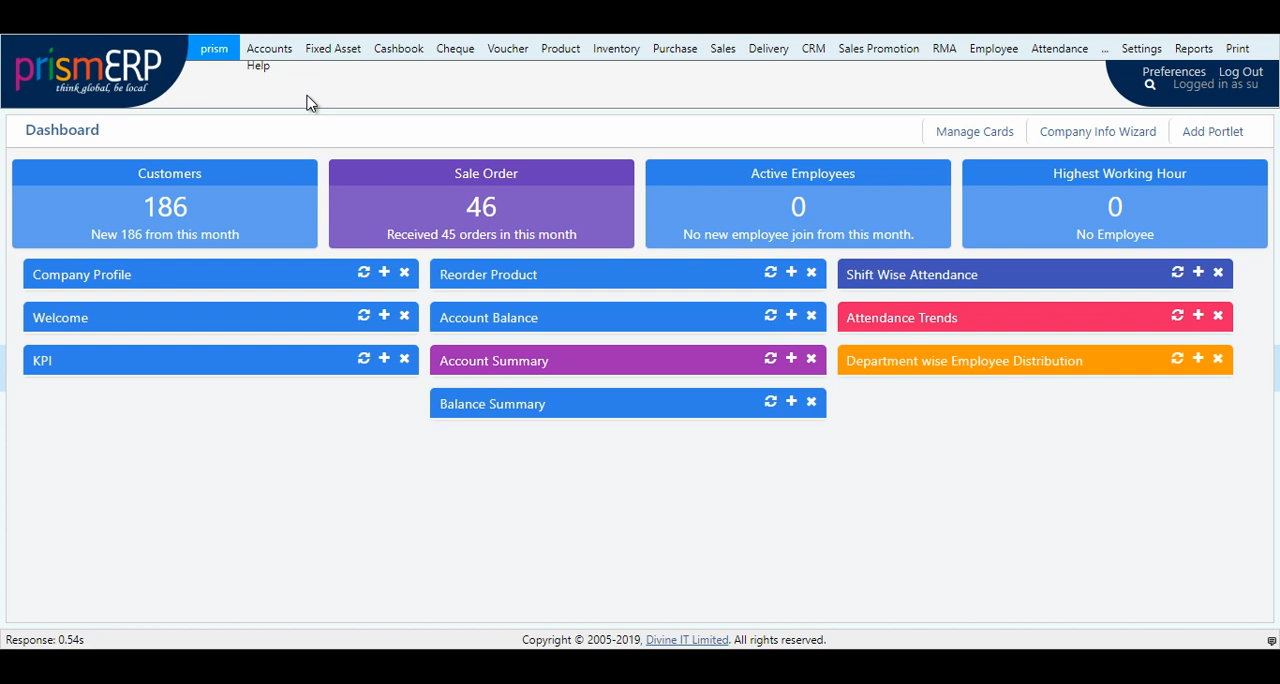 prismERP
think global, be local
prism Accounts Fixed Asset Cashbook Cheque Voucher Product Inventory Purchase Sales Delivery CRM Sales Promotion RMA Employee Attendance ... Settings Reports Print
Help
Preferences Log Out
Logged in as su
Dashboard Manage Cards Company Info Wizard Add Portlet
Customers Sale Order Active Employees Highest Working Hour
186 46 0 0
New 186 from this month Received 45 orders in this month No new employee join from this month. No Employee
Company Profile Reorder Product Shift Wise Attendance
Welcome Account Balance Attendance Trends
KPI Account Summary Department wise Employee Distribution
Balance Summary
Response: 0.54s Copyright © 2005-2019, Divine IT Limited. All rights reserved.